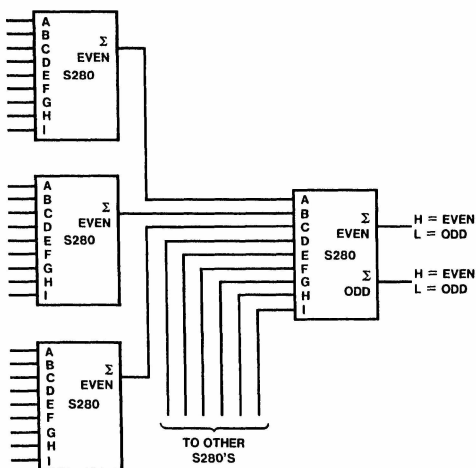 A
B
C
D
E
F
G
H
I
Σ
EVEN
S280
A
B
C
D
E
F
G
H
I
Σ
EVEN
S280
A
B
C
D
E
F
G
H
I
Σ
EVEN
S280
A
B
C
D
E
F
G
H
I
Σ
EVEN
S280
Σ
ODD
H = EVEN
L = ODD
H = EVEN
L = ODD
TO OTHER
S280'S